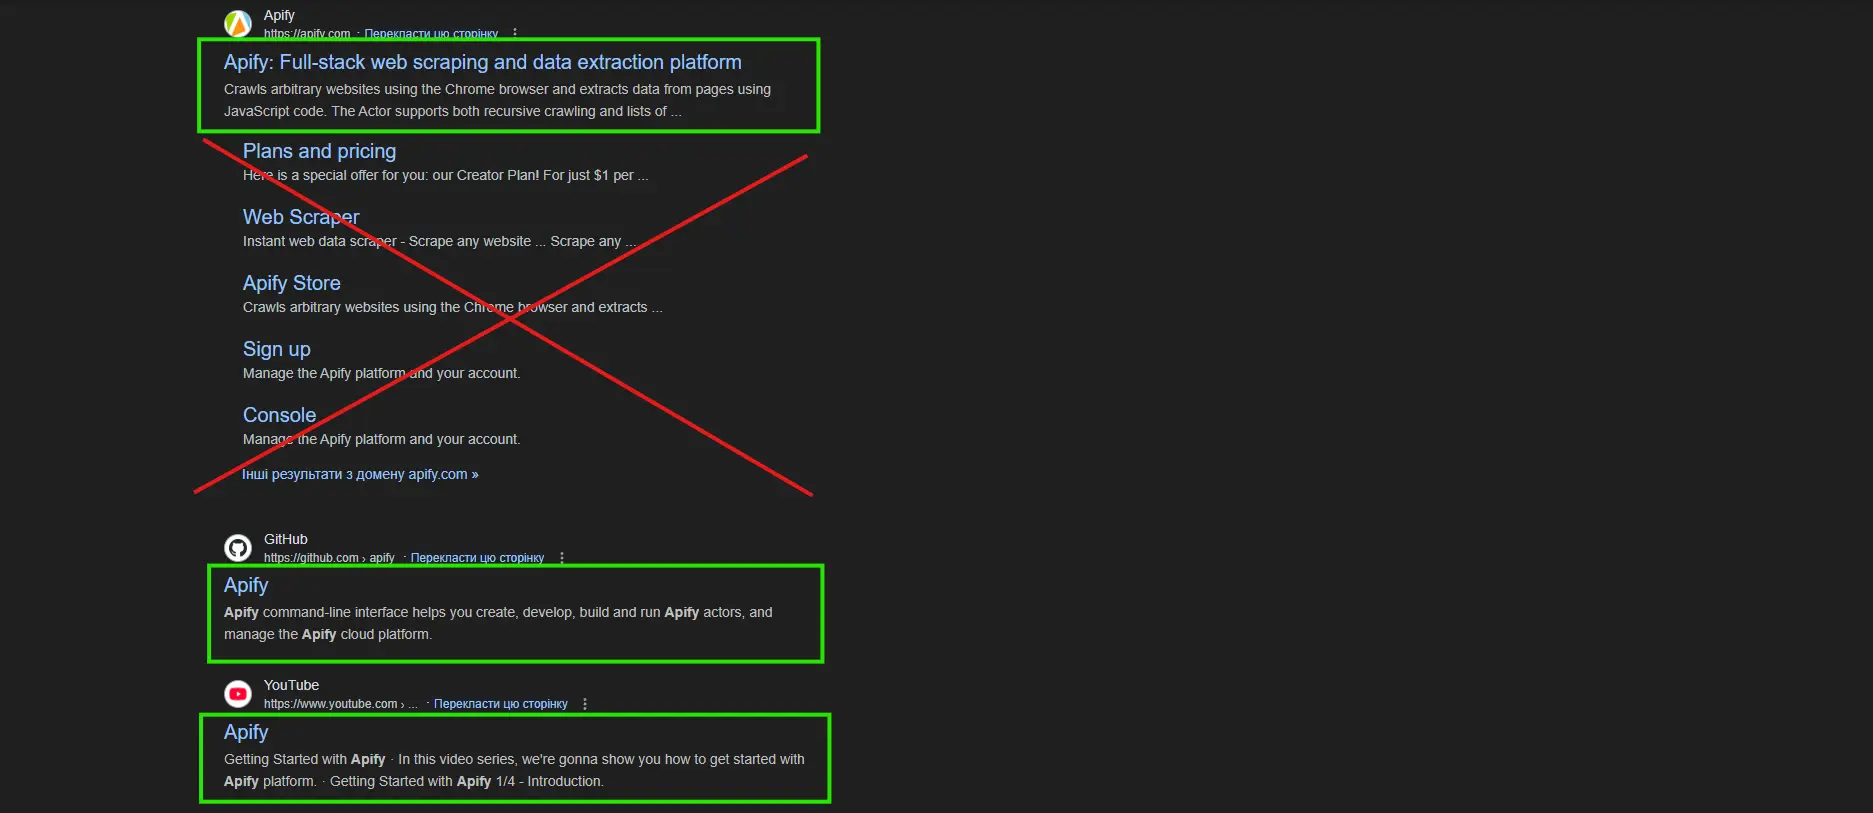 Apify
https://apify.com · Перекласти цю сторінку
Apify: Full-stack web scraping and data extraction platform
Crawls arbitrary websites using the Chrome browser and extracts data from pages using
JavaScript code. The Actor supports both recursive crawling and lists of ...
Plans and pricing
Here is a special offer for you: our Creator Plan! For just $1 per ...
Web Scraper
Instant web data scraper - Scrape any website ... Scrape any ...
Apify Store
Crawls arbitrary websites using the Chrome browser and extracts ...
Sign up
Manage the Apify platform and your account.
Console
Manage the Apify platform and your account.
Інші результати з домену apify.com »
GitHub
https://github.com › apify · Перекласти цю сторінку
Apify
Apify command-line interface helps you create, develop, build and run Apify actors, and
manage the Apify cloud platform.
YouTube
https://www.youtube.com › ... · Перекласти цю сторінку
Apify
Getting Started with Apify · In this video series, we're gonna show you how to get started with
Apify platform. · Getting Started with Apify 1/4 - Introduction.